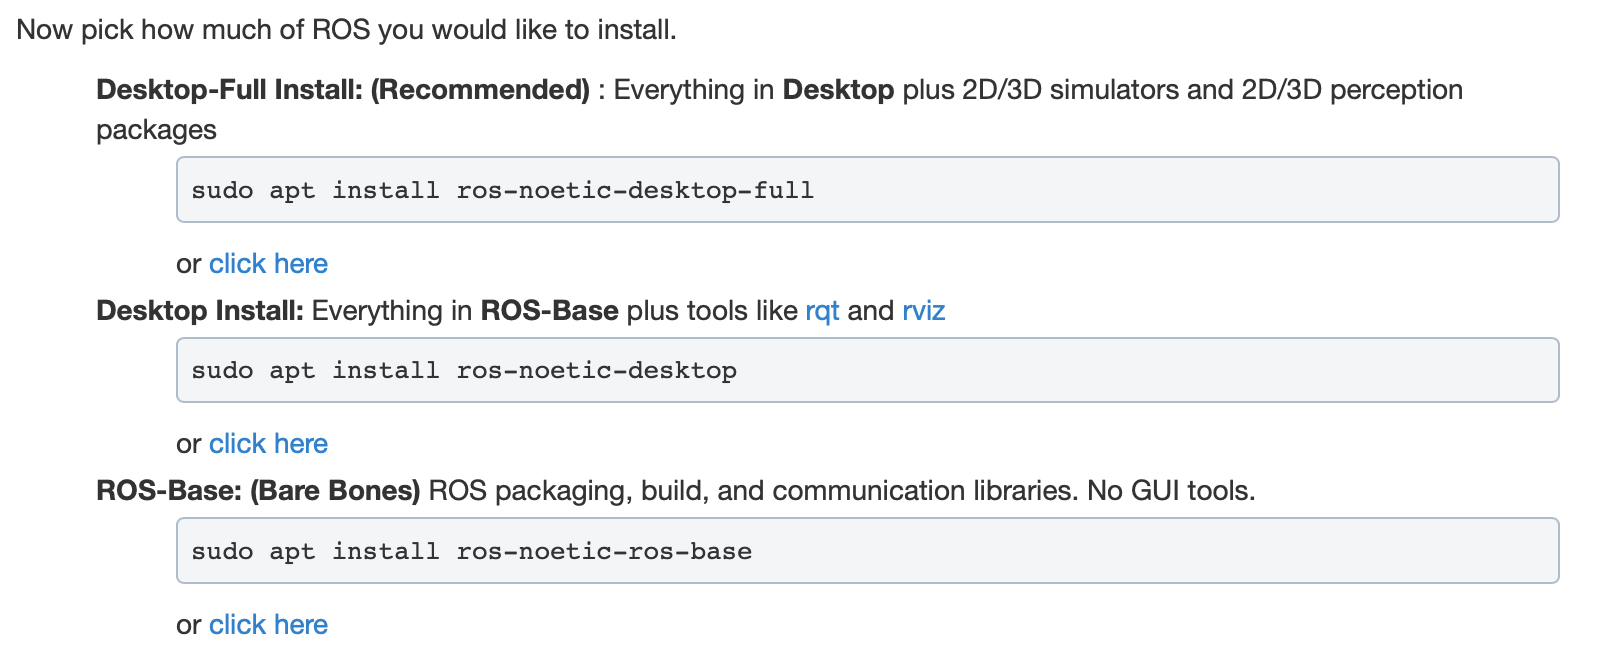 Now pick how much of ROS you would like to install.
Desktop-Full Install: (Recommended) : Everything in Desktop plus 2D/3D simulators and 2D/3D perception
packages
sudo apt install ros-noetic-desktop-full
or click here
Desktop Install: Everything in ROS-Base plus tools like rqt and rviz
sudo apt install ros-noetic-desktop
or click here
ROS-Base: (Bare Bones) ROS packaging, build, and communication libraries. No GUI tools.
sudo apt install ros-noetic-ros-base
or click here